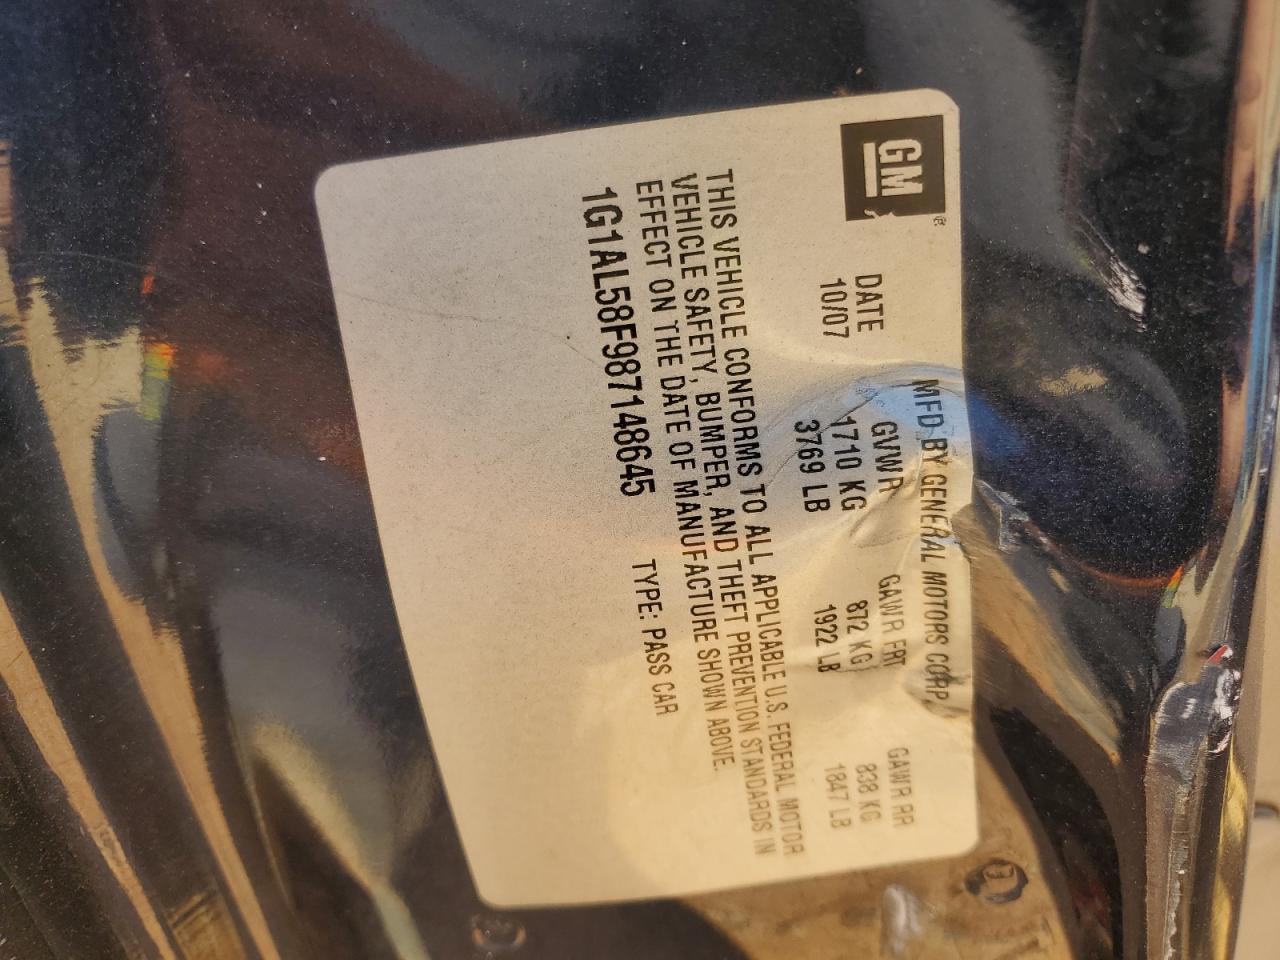 GM®
MFD BY GENERAL MOTORS CORP
DATE GVWR GAWR FRT GAWR RR
10/07 1710 KG 872 KG 838 KG
3769 LB 1922 LB 1847 LB
THIS VEHICLE CONFORMS TO ALL APPLICABLE U.S. FEDERAL MOTOR
VEHICLE SAFETY, BUMPER, AND THEFT PREVENTION STANDARDS IN
EFFECT ON THE DATE OF MANUFACTURE SHOWN ABOVE.
1G1AL58F987148645 TYPE: PASS CAR